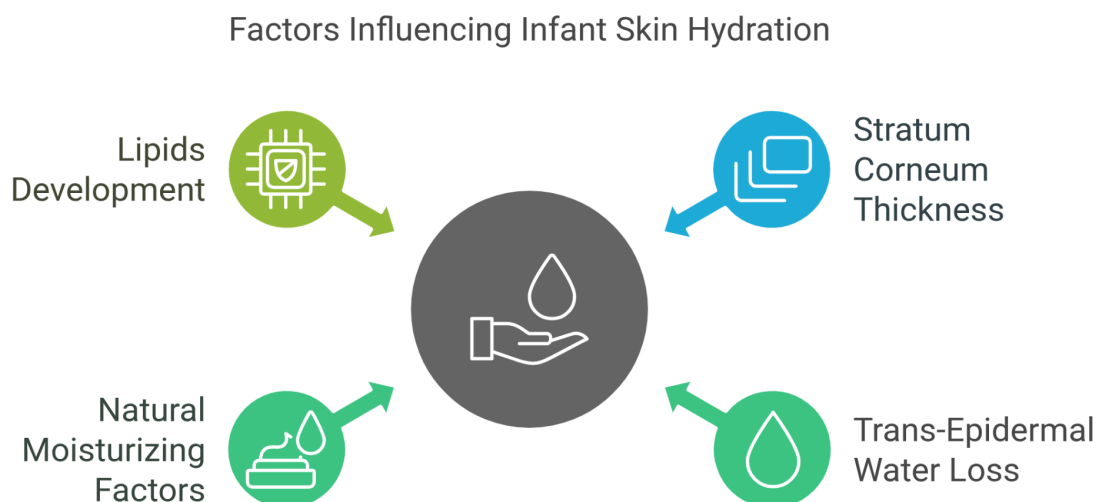 Factors Influencing Infant Skin Hydration
Lipids
Development
Stratum
Corneum
Thickness
Natural
Moisturizing
Factors
Trans-Epidermal
Water Loss